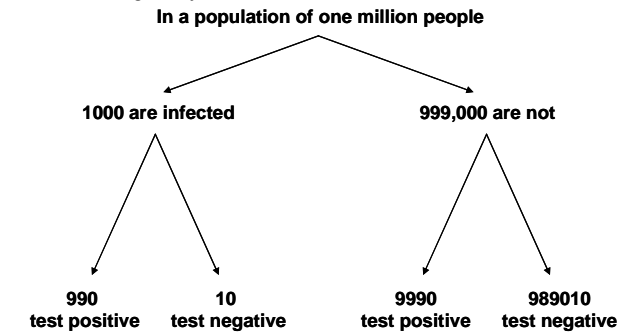 In a population of one million people
1000 are infected
999,000 are not
990
test positive
10
test negative
9990
test positive
989010
test negative